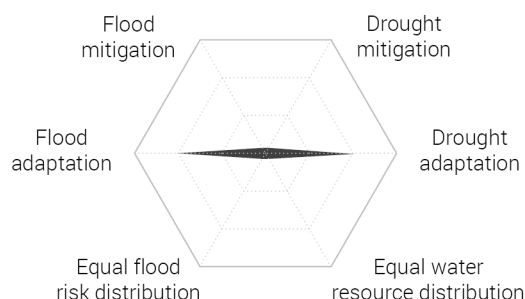 Flood
mitigation
Drought
mitigation
Flood
adaptation
Drought
adaptation
Equal flood
risk distribution
Equal water
resource distribution